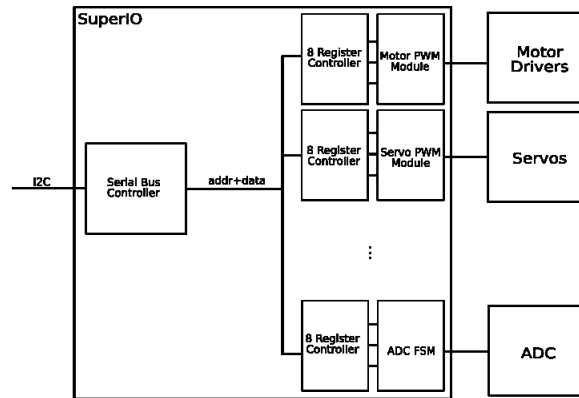 SuperIO
8 Register
Controller
Motor PWM
Module
Motor
Drivers
8 Register
Controller
Servo PWM
Module
Servos
I2C
Serial Bus
Controller
addr+data
...
8 Register
Controller
ADC FSM
ADC